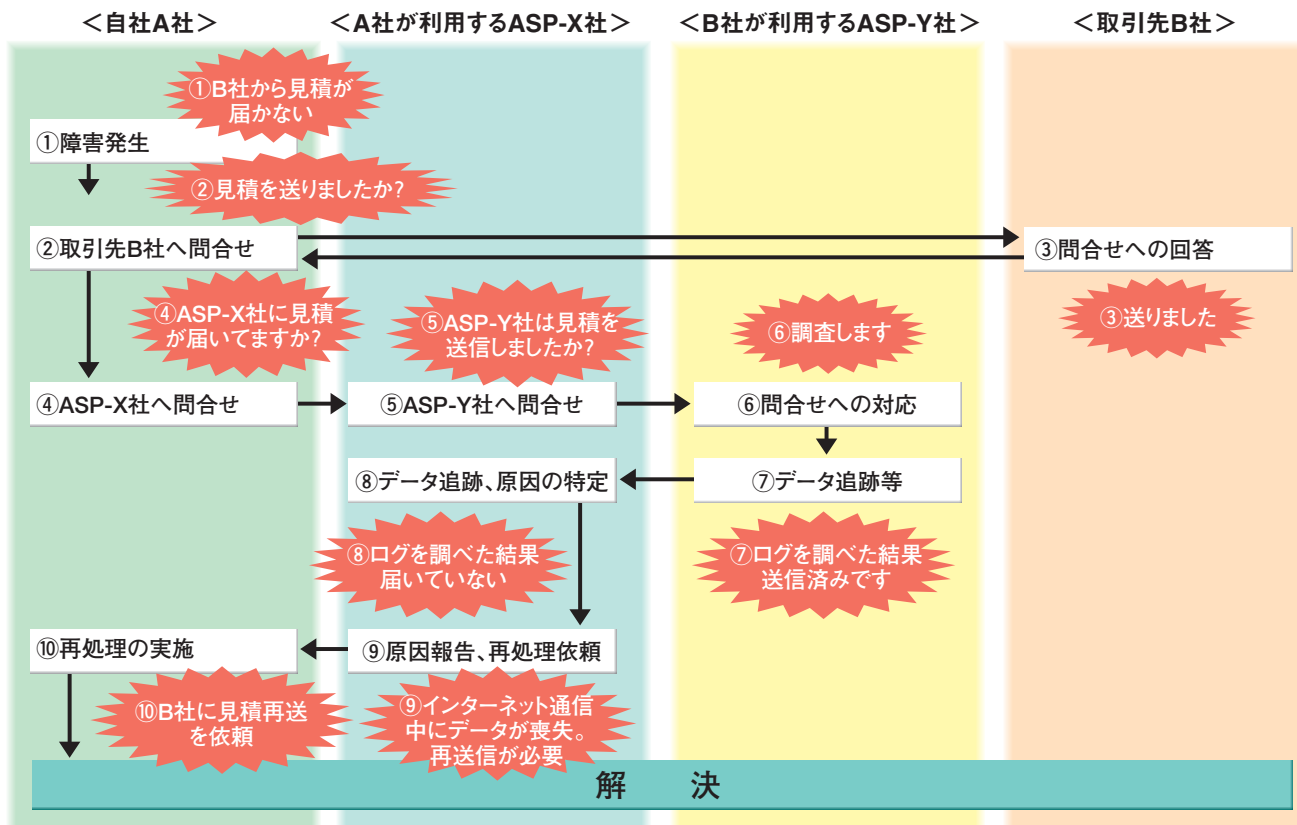 ＜自社A社＞
＜A社が利用するASP-X社＞
＜B社が利用するASP-Y社＞
＜取引先B社＞
①B社から見積が
届かない
①障害発生
②見積を送りましたか?
②取引先B社へ問合せ
③問合せへの回答
④ASP-X社に見積
が届いてますか?
⑤ASP-Y社は見積を
送信しましたか?
⑥調査します
③送りました
④ASP-X社へ問合せ
⑤ASP-Y社へ問合せ
⑥問合せへの対応
⑧データ追跡、原因の特定
⑦データ追跡等
⑧ログを調べた結果
届いていない
⑦ログを調べた結果
送信済みです
⑩再処理の実施
⑨原因報告、再処理依頼
⑩B社に見積再送
を依頼
⑨インターネット通信
中にデータが喪失。
再送信が必要
解 決